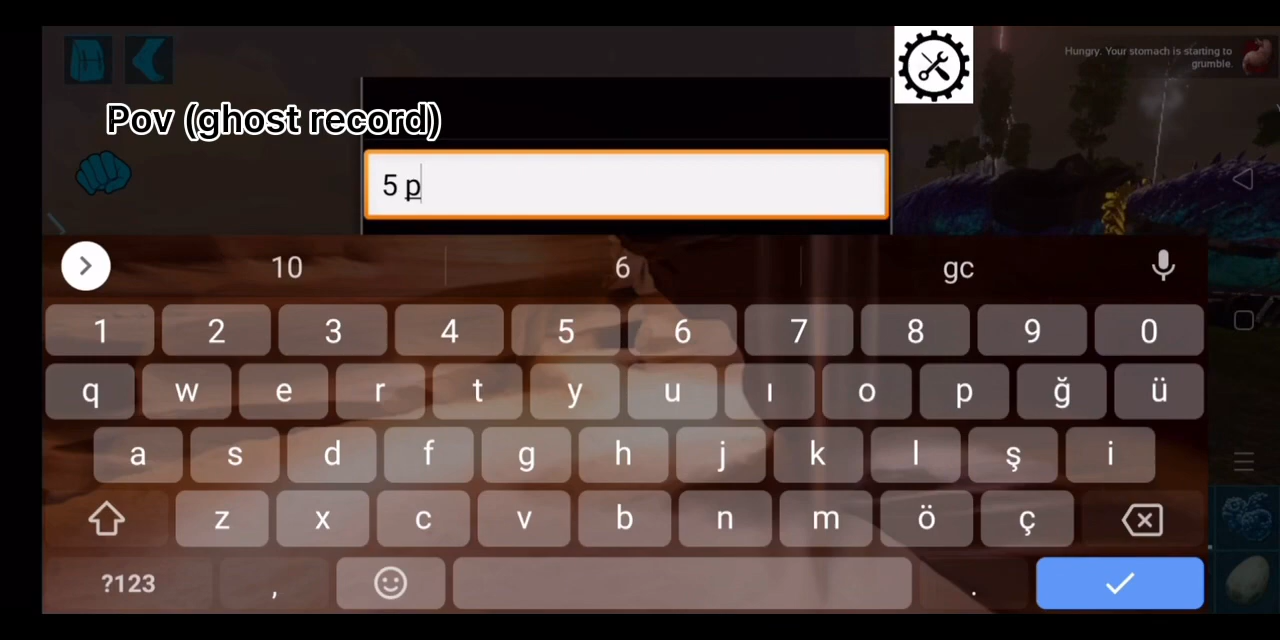 Hungry. Your stomach is starting to
grumble.
Pov (ghost record)
5 p
10 6 gc
1 2 3 4 5 6 7 8 9 0
q w e r t y u ı o p ğ ü
a s d f g h j k l ş i
z x c v b n m ö ç
?123 , .